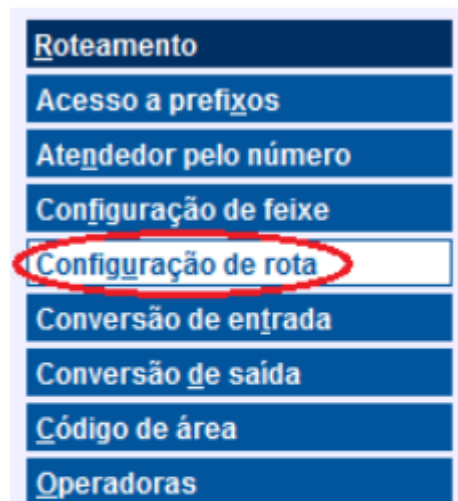 Roteamento
Acesso a prefixos
Atendedor pelo número
Configuração de feixe
Configuração de rota
Conversão de entrada
Conversão de saída
Código de área
Operadoras